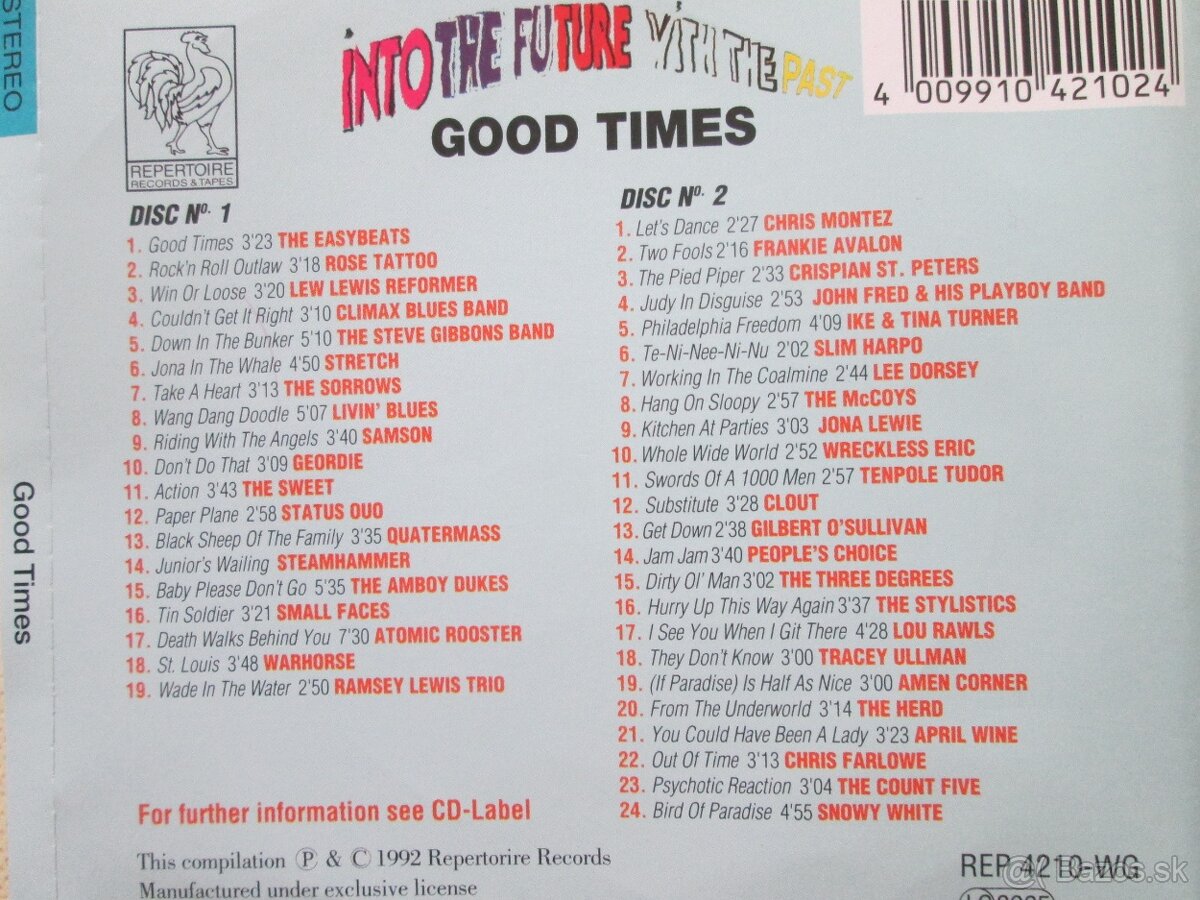 STEREO
INTO THE FUTURE WITH THE PAST
4 009910 421024
GOOD TIMES
REPERTOIRE
RECORDS & TAPES
DISC Nº. 1
1. Good Times 3'23 THE EASYBEATS
2. Rock'n Roll Outlaw 3'18 ROSE TATTOO
3. Win Or Loose 3'20 LEW LEWIS REFORMER
4. Couldn't Get It Right 3'10 CLIMAX BLUES BAND
5. Down In The Bunker 5'10 THE STEVE GIBBONS BAND
6. Jona In The Whale 4'50 STRETCH
7. Take A Heart 3'13 THE SORROWS
8. Wang Dang Doodle 5'07 LIVIN' BLUES
9. Riding With The Angels 3'40 SAMSON
10. Don't Do That 3'09 GEORDIE
11. Action 3'43 THE SWEET
12. Paper Plane 2'58 STATUS QUO
13. Black Sheep Of The Family 3'35 QUATERMASS
14. Junior's Wailing STEAMHAMMER
15. Baby Please Don't Go 5'35 THE AMBOY DUKES
16. Tin Soldier 3'21 SMALL FACES
17. Death Walks Behind You 7'30 ATOMIC ROOSTER
18. St. Louis 3'48 WARHORSE
19. Wade In The Water 2'50 RAMSEY LEWIS TRIO
DISC Nº. 2
1. Let's Dance 2'27 CHRIS MONTEZ
2. Two Fools 2'16 FRANKIE AVALON
3. The Pied Piper 2'33 CRISPIAN ST. PETERS
4. Judy In Disguise 2'53 JOHN FRED & HIS PLAYBOY BAND
5. Philadelphia Freedom 4'09 IKE & TINA TURNER
6. Te-Ni-Nee-Ni-Nu 2'02 SLIM HARPO
7. Working In The Coalmine 2'44 LEE DORSEY
8. Hang On Sloopy 2'57 THE McCOYS
9. Kitchen At Parties 3'03 JONA LEWIE
10. Whole Wide World 2'52 WRECKLESS ERIC
11. Swords Of A 1000 Men 2'57 TENPOLE TUDOR
12. Substitute 3'28 CLOUT
13. Get Down 2'38 GILBERT O'SULLIVAN
14. Jam Jam 3'40 PEOPLE'S CHOICE
15. Dirty Ol' Man 3'02 THE THREE DEGREES
16. Hurry Up This Way Again 3'37 THE STYLISTICS
17. I See You When I Git There 4'28 LOU RAWLS
18. They Don't Know 3'00 TRACEY ULLMAN
19. (If Paradise) Is Half As Nice 3'00 AMEN CORNER
20. From The Underworld 3'14 THE HERD
21. You Could Have Been A Lady 3'23 APRIL WINE
22. Out Of Time 3'13 CHRIS FARLOWE
23. Psychotic Reaction 3'04 THE COUNT FIVE
24. Bird Of Paradise 4'55 SNOWY WHITE
Good Times
For further information see CD-Label
This compilation Ⓟ & © 1992 Repertorire Records
Manufactured under exclusive license
REP 4210-WG
@Bazos.sk